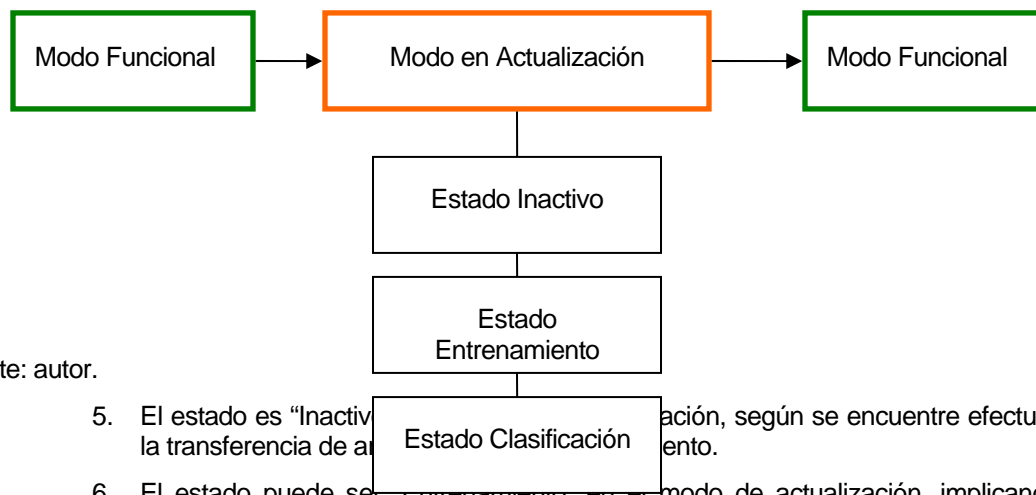 Modo Funcional
Modo en Actualización
Modo Funcional
Estado Inactivo
Estado
Entrenamiento
te: autor.
Estado Clasificación
5. El estado es “Inactiv ación, según se encuentre efectu
la transferencia de a ento.
6. El estado puede se modo de actualización, implican